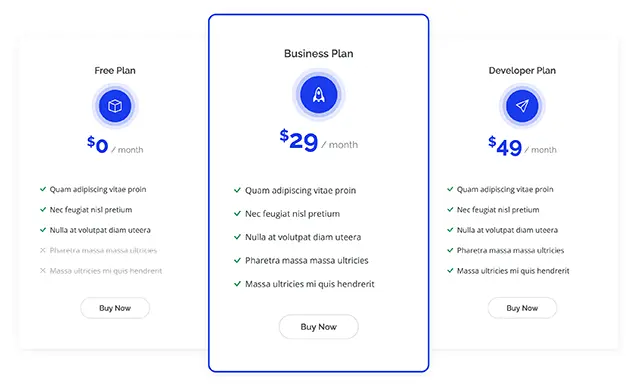 Free Plan
$0 / month
Quam adipiscing vitae proin
Nec feugiat nisl pretium
Nulla at volutpat diam uteera
Pharetra massa massa ultricies
Massa ultricies mi quis hendrerit
Buy Now
Business Plan
$29 / month
Quam adipiscing vitae proin
Nec feugiat nisl pretium
Nulla at volutpat diam uteera
Pharetra massa massa ultricies
Massa ultricies mi quis hendrerit
Buy Now
Developer Plan
$49 / month
Quam adipiscing vitae proin
Nec feugiat nisl pretium
Nulla at volutpat diam uteera
Pharetra massa massa ultricies
Massa ultricies mi quis hendrerit
Buy Now